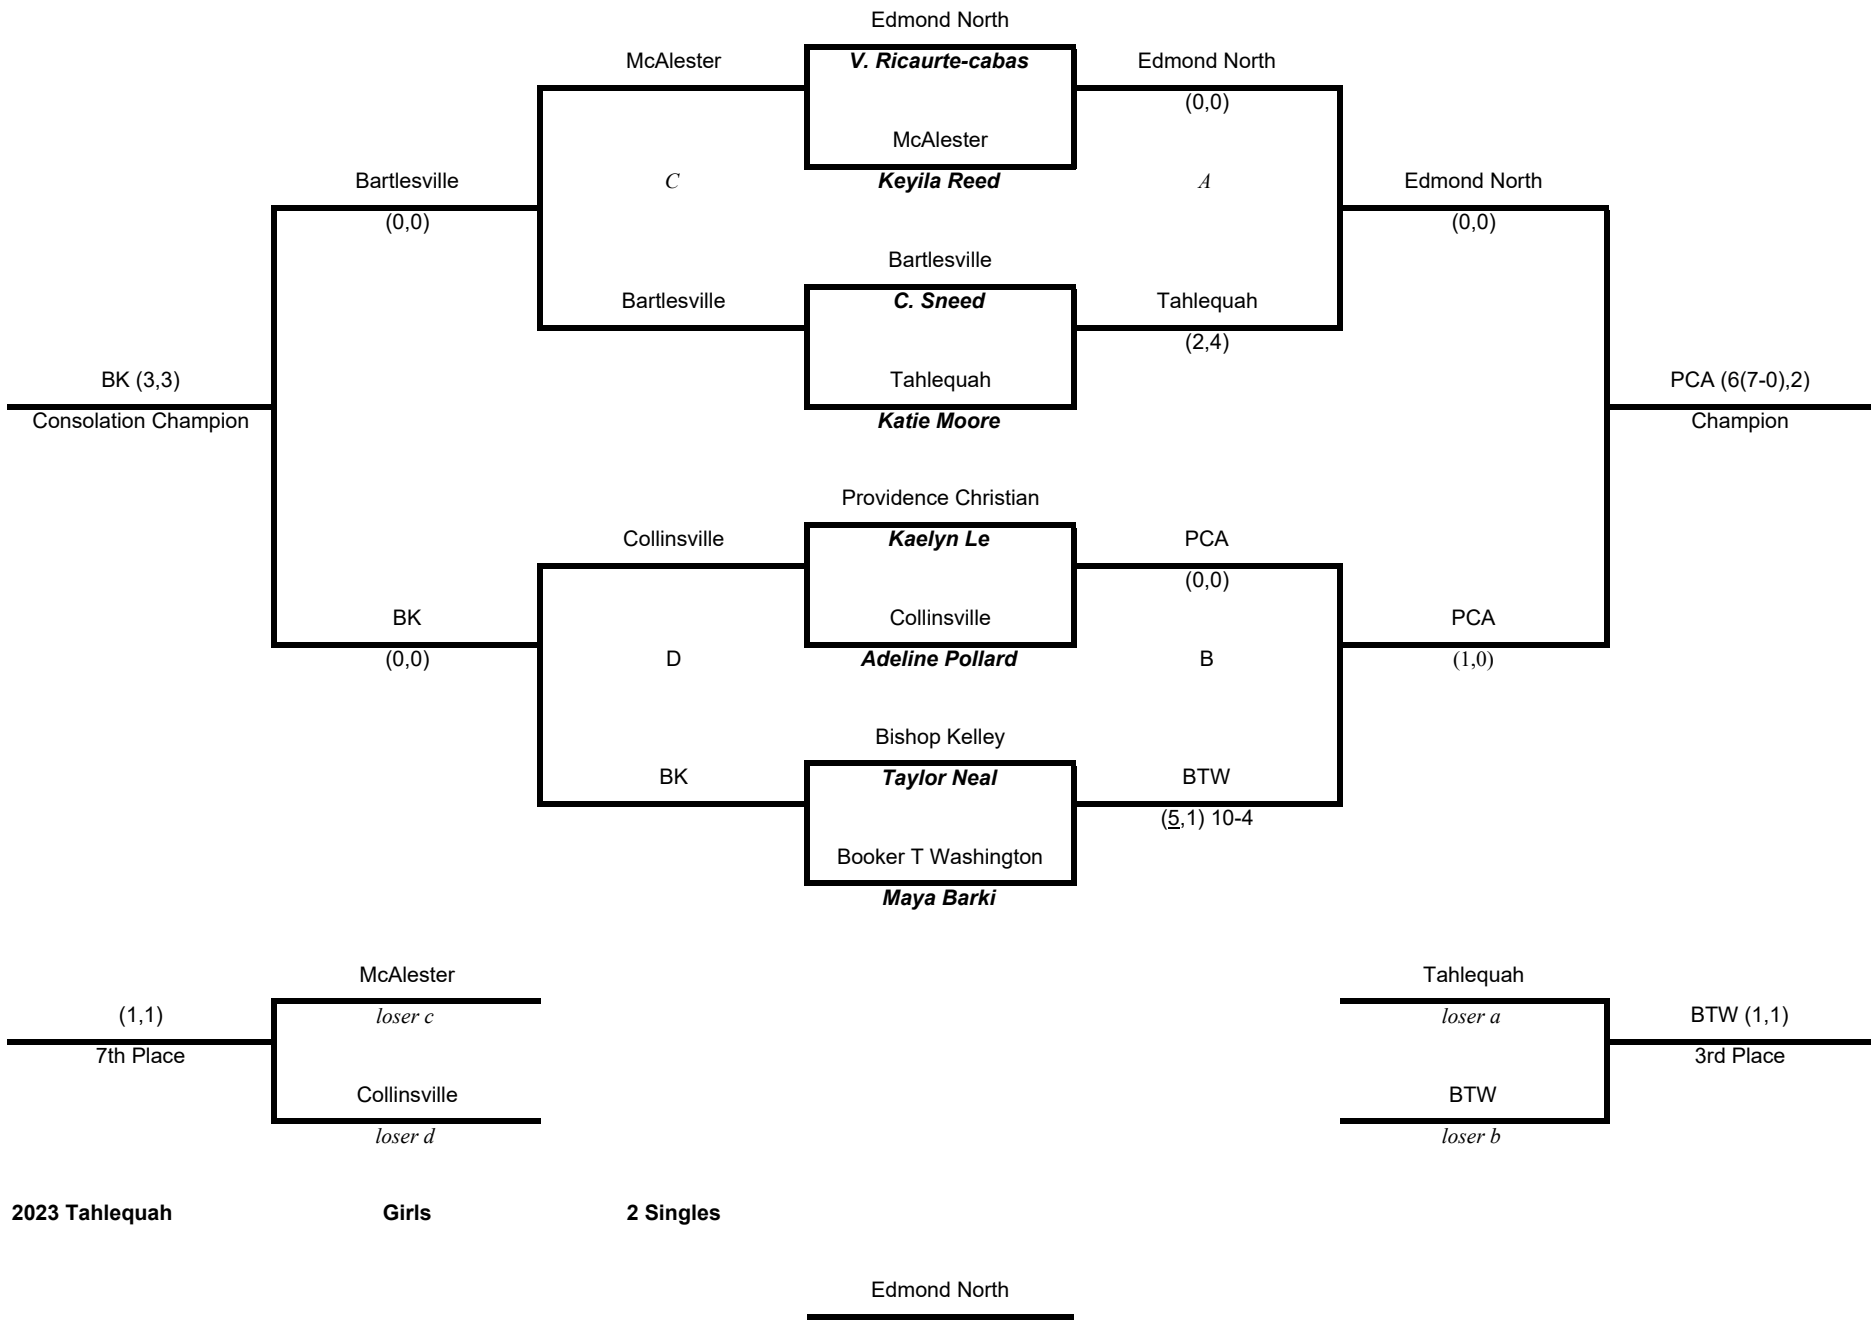 Edmond North
McAlester
V. Ricaurte-cabas
Edmond North
(0,0)
McAlester
Bartlesville
C
Keyila Reed
A
Edmond North
(0,0)
(0,0)
Bartlesville
Bartlesville
C. Sneed
Tahlequah
(2,4)
BK (3,3)
Tahlequah
PCA (6(7-0),2)
Consolation Champion
Katie Moore
Champion
Providence Christian
Collinsville
Kaelyn Le
PCA
(0,0)
BK
Collinsville
PCA
(0,0)
D
Adeline Pollard
B
(1,0)
Bishop Kelley
BK
Taylor Neal
BTW
(5,1) 10-4
Booker T Washington
Maya Barki
McAlester
Tahlequah
(1,1)
loser c
loser a
BTW (1,1)
7th Place
3rd Place
Collinsville
BTW
loser d
loser b
2023 Tahlequah
Girls
2 Singles
Edmond North